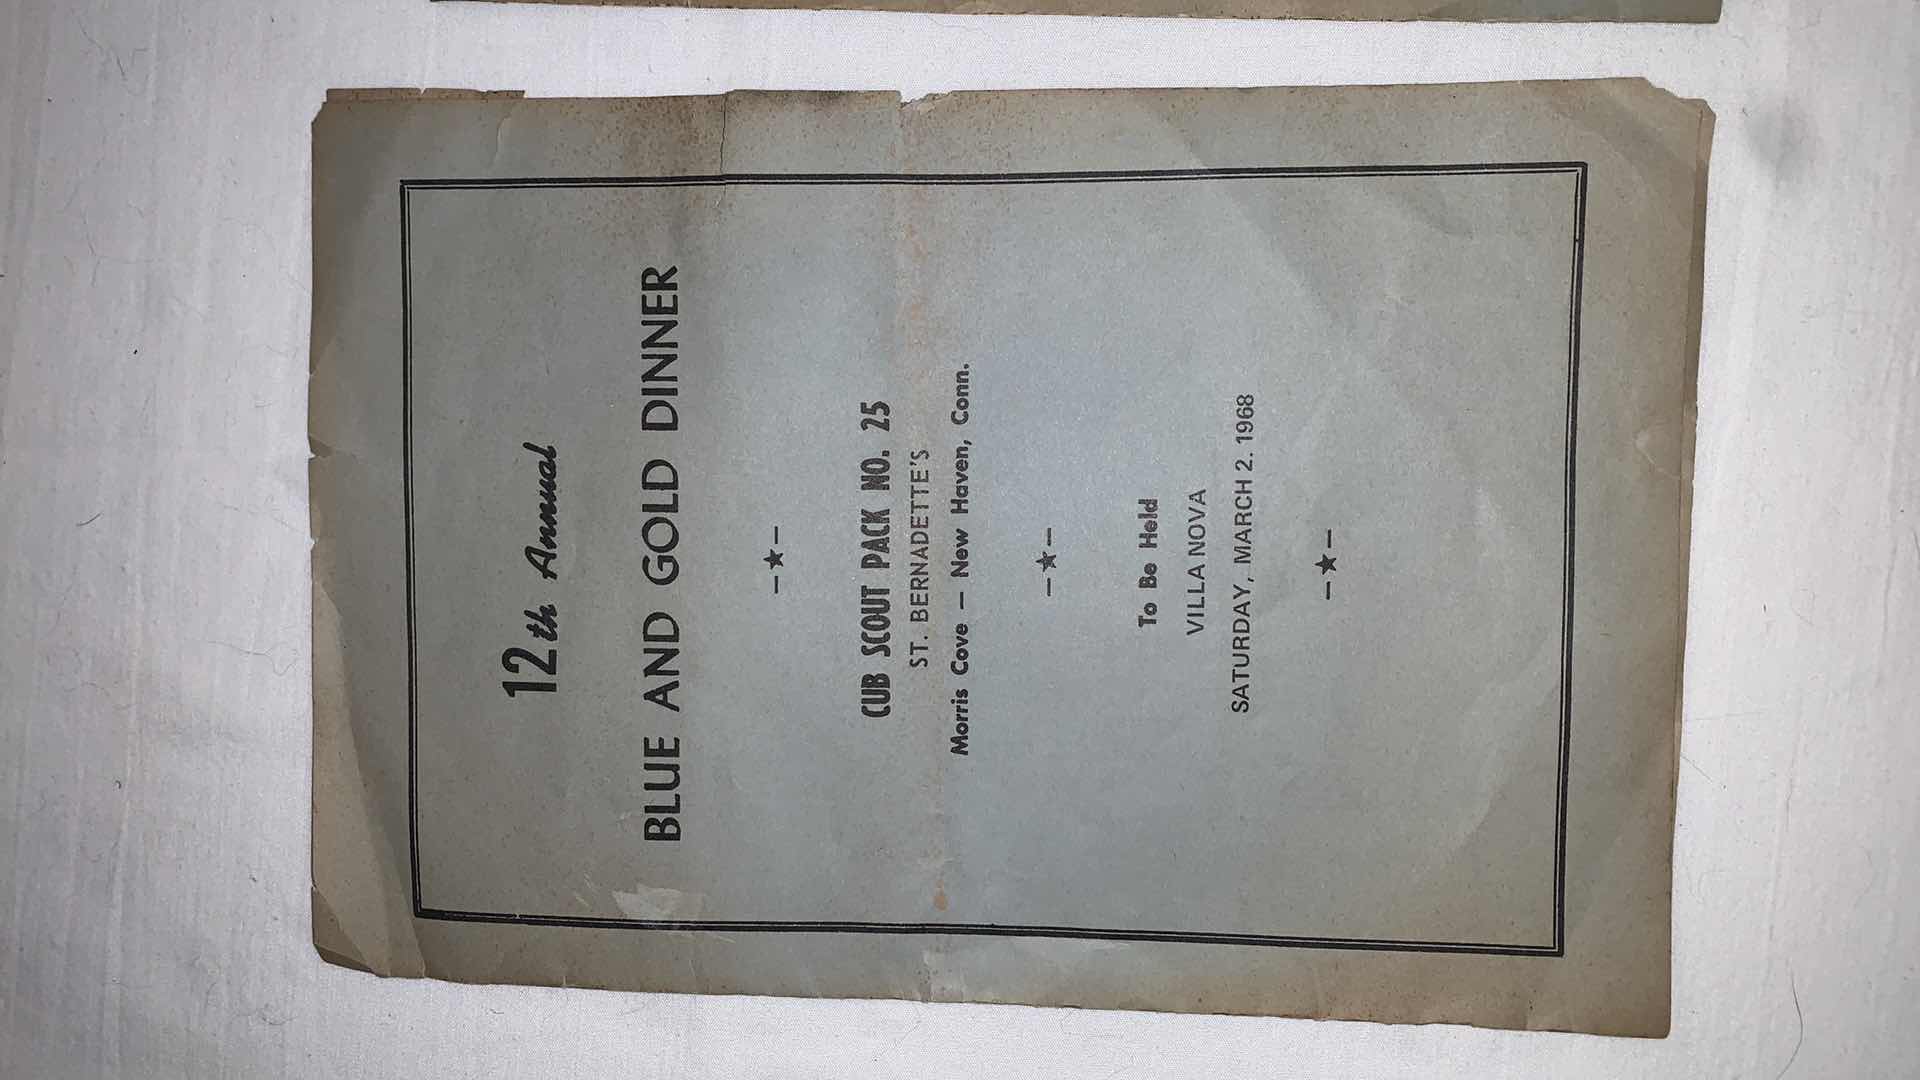 12th Annual
BLUE AND GOLD DINNER
CUB SCOUT PACK NO. 25
ST. BERNADETTE'S
Morris Cove — New Haven, Conn.
To Be Held
VILLA NOVA
SATURDAY, MARCH 2. 1968